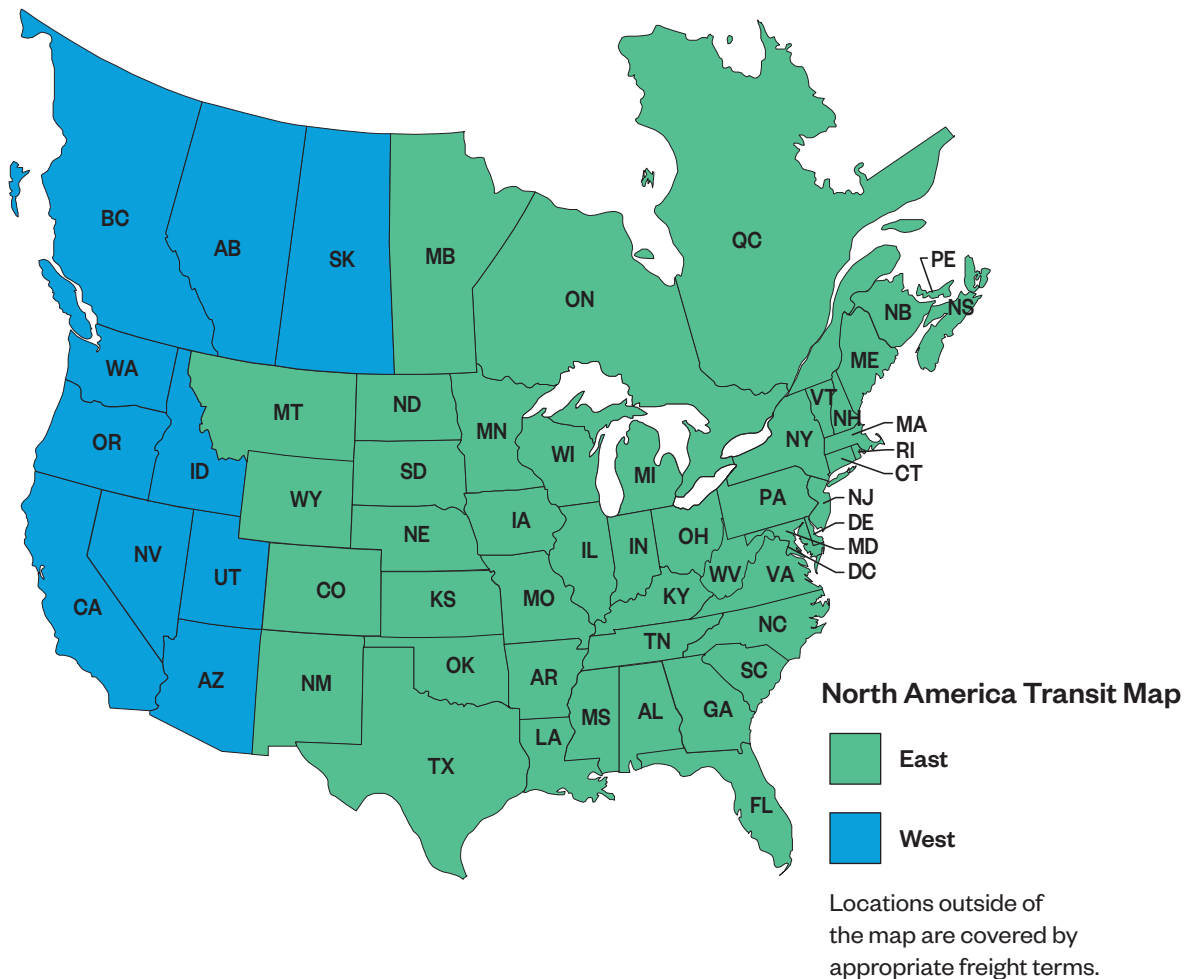 BC
AB
SK
MB
ON
QC
PE
NB
NS
WA
MT
ND
MN
ME
VT
NH
MA
OR
ID
SD
WI
MI
NY
RI
CT
WY
NE
IA
PA
NJ
NV
UT
CO
KS
IL
IN
OH
DE
MD
DC
CA
MO
WV
VA
KY
AZ
NM
OK
AR
TN
NC
SC
TX
LA
MS
AL
GA
FL
North America Transit Map
East
West
Locations outside of
the map are covered by
appropriate freight terms.